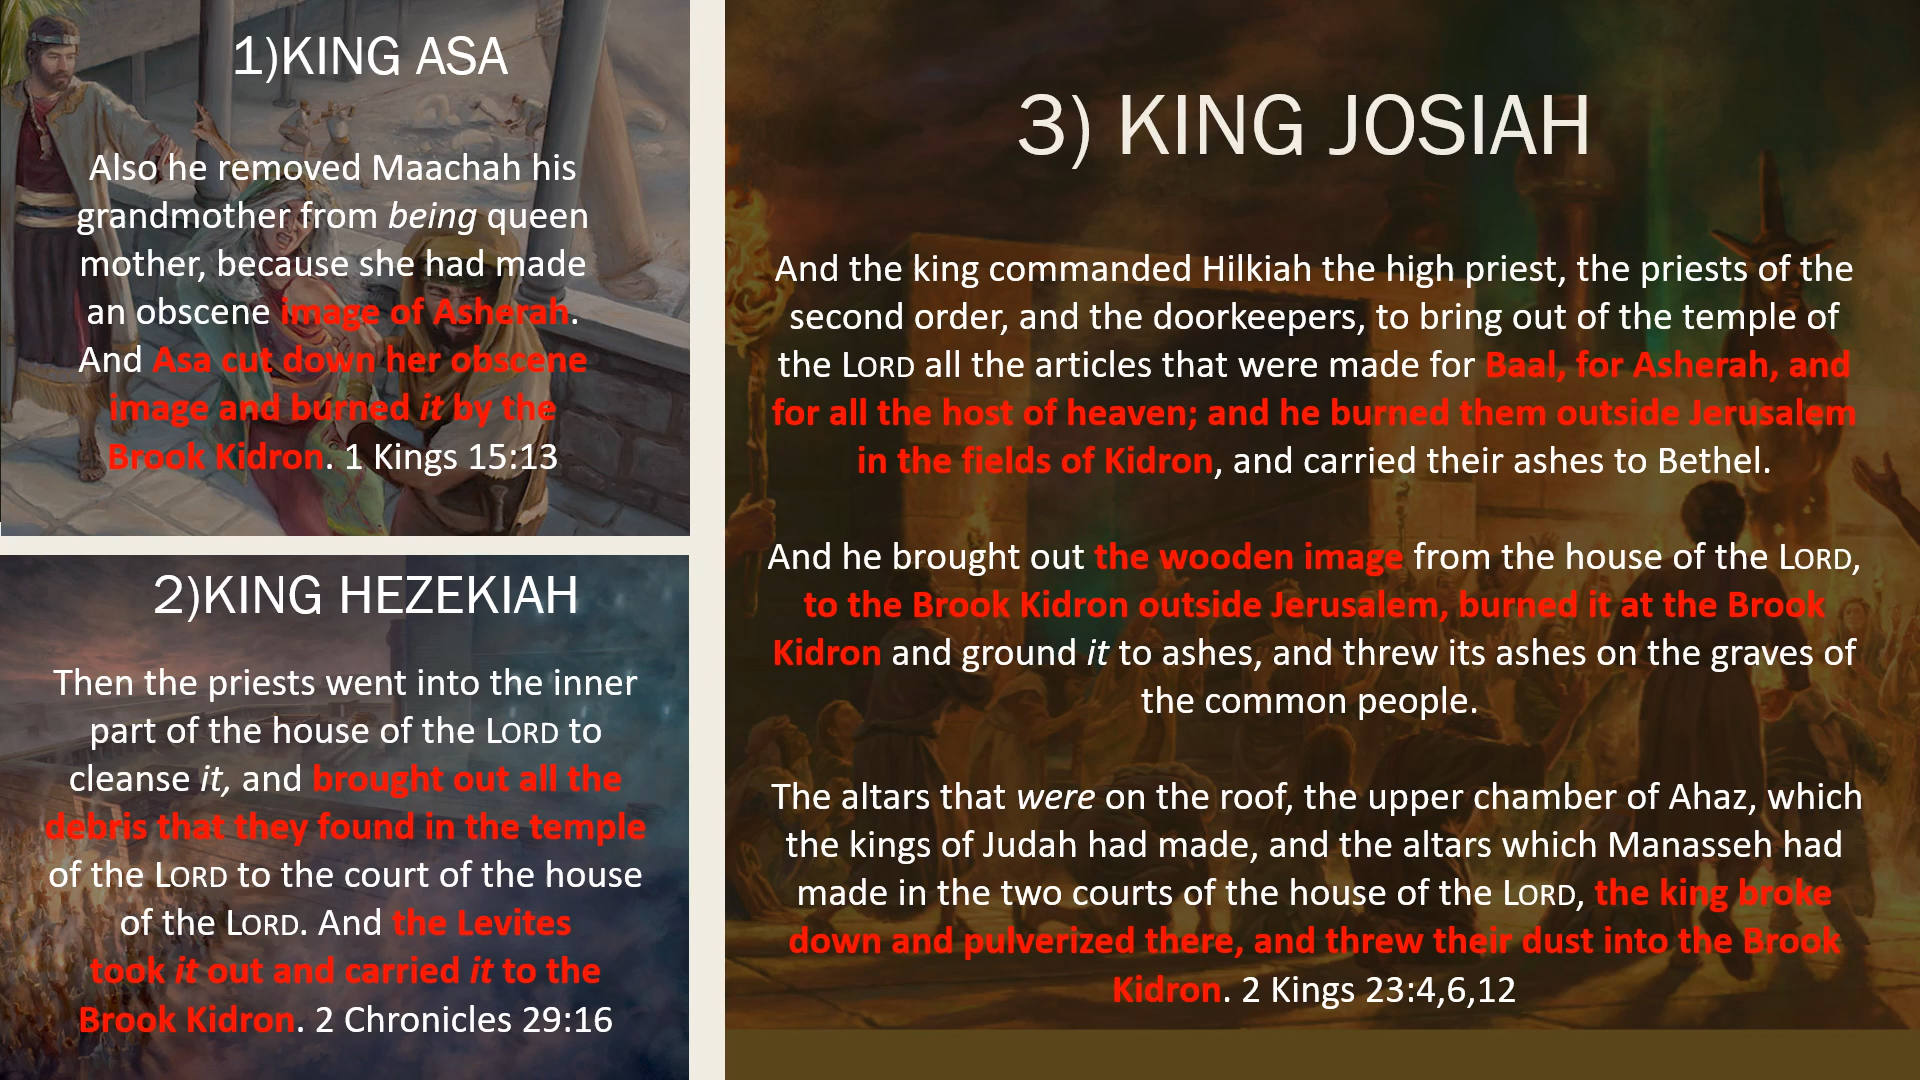 1)KING ASA
Also he removed Maachah his
grandmother from being queen
mother, because she had made
an obscene image of Asherah.
And Asa cut down her obscene
image and burned it by the
Brook Kidron. 1 Kings 15:13
2)KING HEZEKIAH
Then the priests went into the inner
part of the house of the LORD to
cleanse it, and brought out all the
debris that they found in the temple
of the LORD to the court of the house
of the LORD. And the Levites
took it out and carried it to the
Brook Kidron. 2 Chronicles 29:16
3) KING JOSIAH
And the king commanded Hilkiah the high priest, the priests of the
second order, and the doorkeepers, to bring out of the temple of
the LORD all the articles that were made for Baal, for Asherah, and
for all the host of heaven; and he burned them outside Jerusalem
in the fields of Kidron, and carried their ashes to Bethel.
And he brought out the wooden image from the house of the LORD,
to the Brook Kidron outside Jerusalem, burned it at the Brook
Kidron and ground it to ashes, and threw its ashes on the graves of
the common people.
The altars that were on the roof, the upper chamber of Ahaz, which
the kings of Judah had made, and the altars which Manasseh had
made in the two courts of the house of the LORD, the king broke
down and pulverized there, and threw their dust into the Brook
Kidron. 2 Kings 23:4,6,12